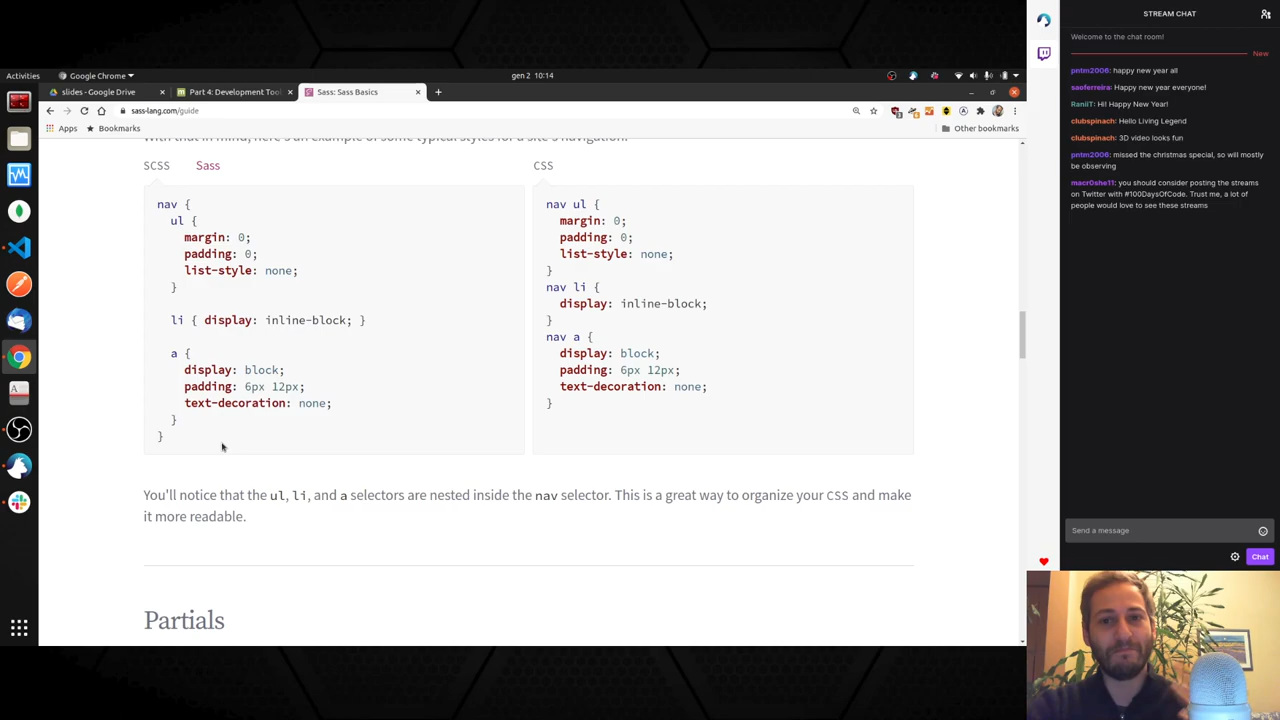 STREAM CHAT
Welcome to the chat room!
New
pntm2006: happy new year all
saeferreira: Happy new year everyone!
RaniiT: Hi! Happy New Year!
clubspinach: Hello Living Legend
clubspinach: 3D video looks fun
pntm2006: missed the christmas special, so will mostly
be observing
macr0she11: you should consider posting the streams
on Twitter with #100DaysOfCode. Trust me, a lot of
people would love to see these streams
Send a message
Chat
Activities
Google Chrome
gen 2 10:14
slides - Google Drive
Part 4: Development Tool
Sass: Sass Basics
sass-lang.com/guide
Apps
Bookmarks
Other bookmarks
SCSS
Sass
nav {
ul {
margin: 0;
padding: 0;
list-style: none;
}
li { display: inline-block; }
a {
display: block;
padding: 6px 12px;
text-decoration: none;
}
}
CSS
nav ul {
margin: 0;
padding: 0;
list-style: none;
}
nav li {
display: inline-block;
}
nav a {
display: block;
padding: 6px 12px;
text-decoration: none;
}
You'll notice that the ul, li, and a selectors are nested inside the nav selector. This is a great way to organize your CSS and make
it more readable.
Partials